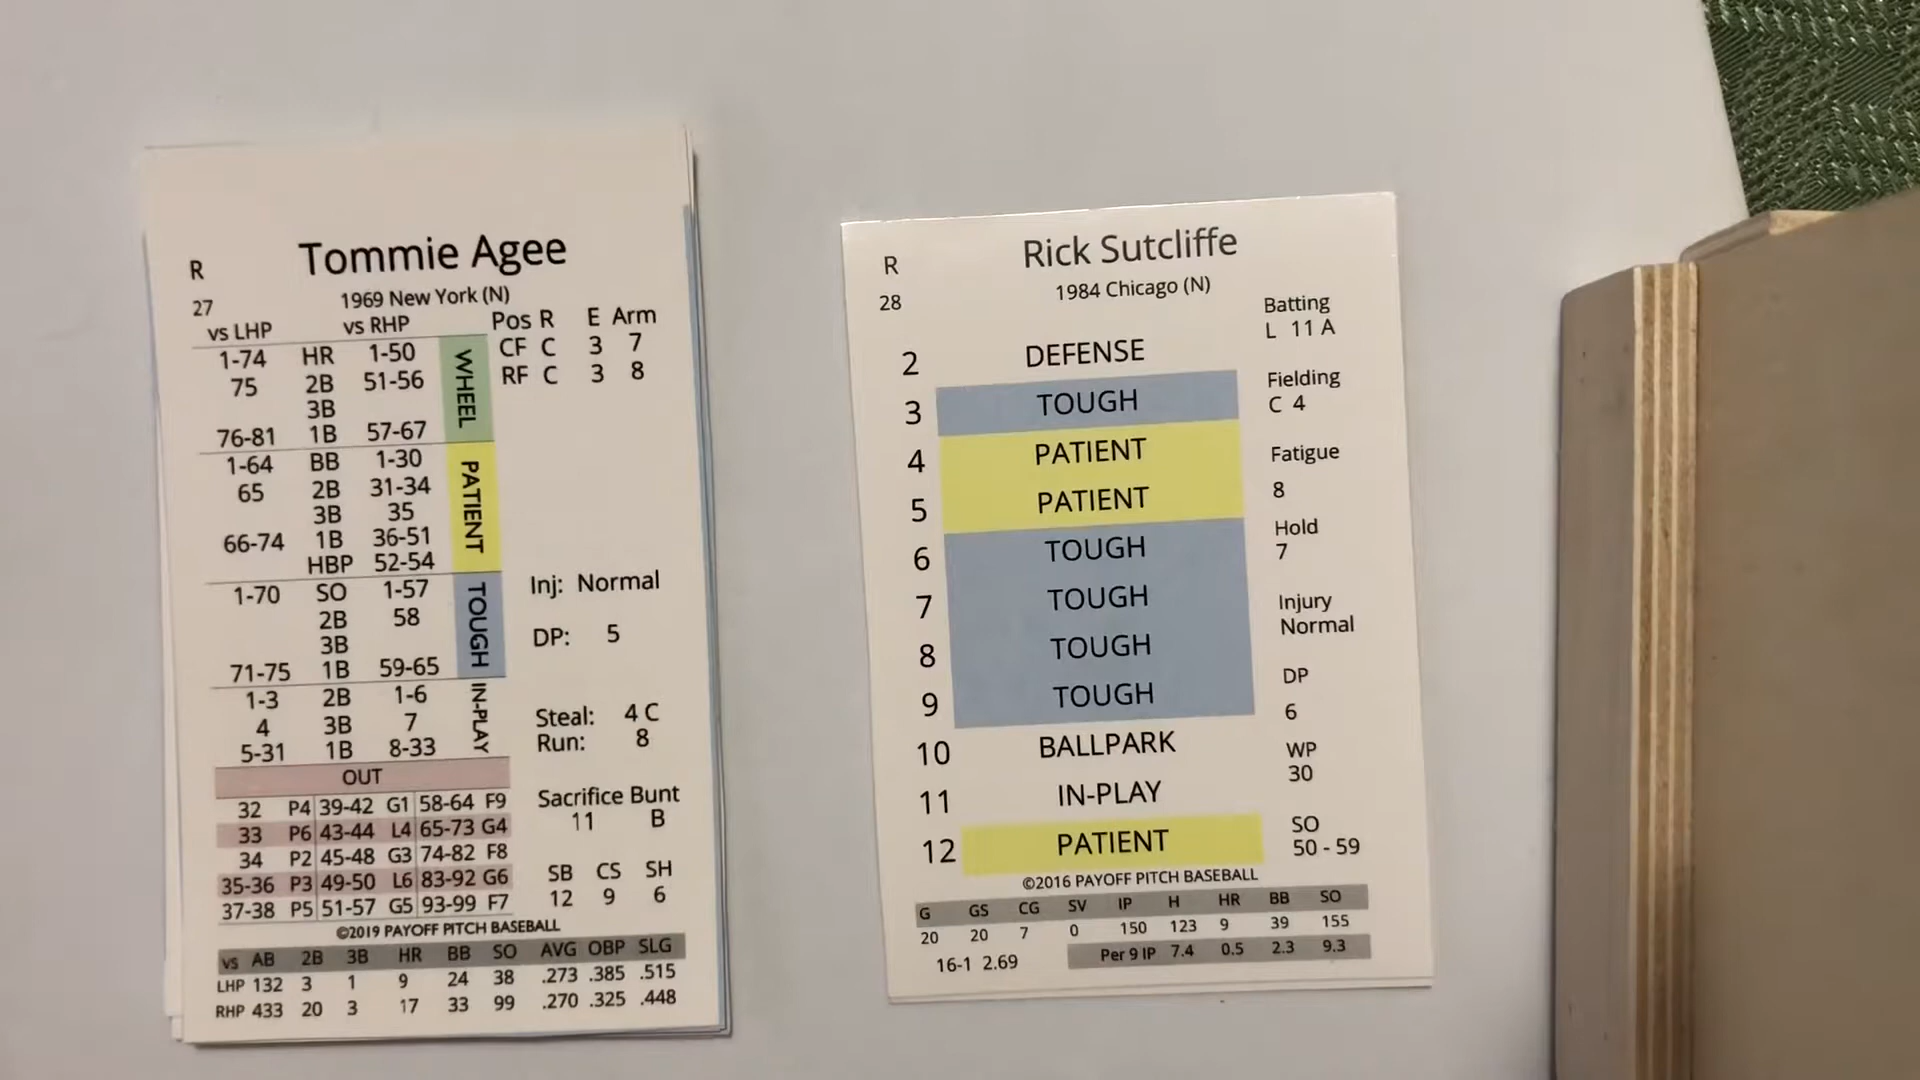 R Tommie Agee
27 1969 New York (N)
vs LHP vs RHP Pos R E Arm
1-74 HR 1-50 CF C 3 7
75 2B 51-56 RF C 3 8
3B
76-81 1B 57-67
WHEEL
1-64 BB 1-30
65 2B 31-34
3B 35
66-74 1B 36-51
HBP 52-54
PATIENT
Inj: Normal
1-70 SO 1-57
2B 58
3B
71-75 1B 59-65
TOUGH
DP: 5
1-3 2B 1-6
4 3B 7
5-31 1B 8-33
IN-PLAY
Steal: 4 C
Run: 8
OUT
32 P4 39-42 G1 58-64 F9
33 P6 43-44 L4 65-73 G4
34 P2 45-48 G3 74-82 F8
35-36 P3 49-50 L6 83-92 G6
37-38 P5 51-57 G5 93-99 F7
Sacrifice Bunt
11 B
SB CS SH
12 9 6
©2019 PAYOFF PITCH BASEBALL
vs AB 2B 3B HR BB SO AVG OBP SLG
LHP 132 3 1 9 24 38 .273 .385 .515
RHP 433 20 3 17 33 99 .270 .325 .448
R Rick Sutcliffe
28 1984 Chicago (N)
2 DEFENSE
3 TOUGH
4 PATIENT
5 PATIENT
6 TOUGH
7 TOUGH
8 TOUGH
9 TOUGH
10 BALLPARK
11 IN-PLAY
12 PATIENT
Batting
L 11 A
Fielding
C 4
Fatigue
8
Hold
7
Injury
Normal
DP
6
WP
30
SO
50 - 59
©2016 PAYOFF PITCH BASEBALL
G GS CG SV IP H HR BB SO
20 20 7 0 150 123 9 39 155
16-1 2.69 Per 9 IP 7.4 0.5 2.3 9.3